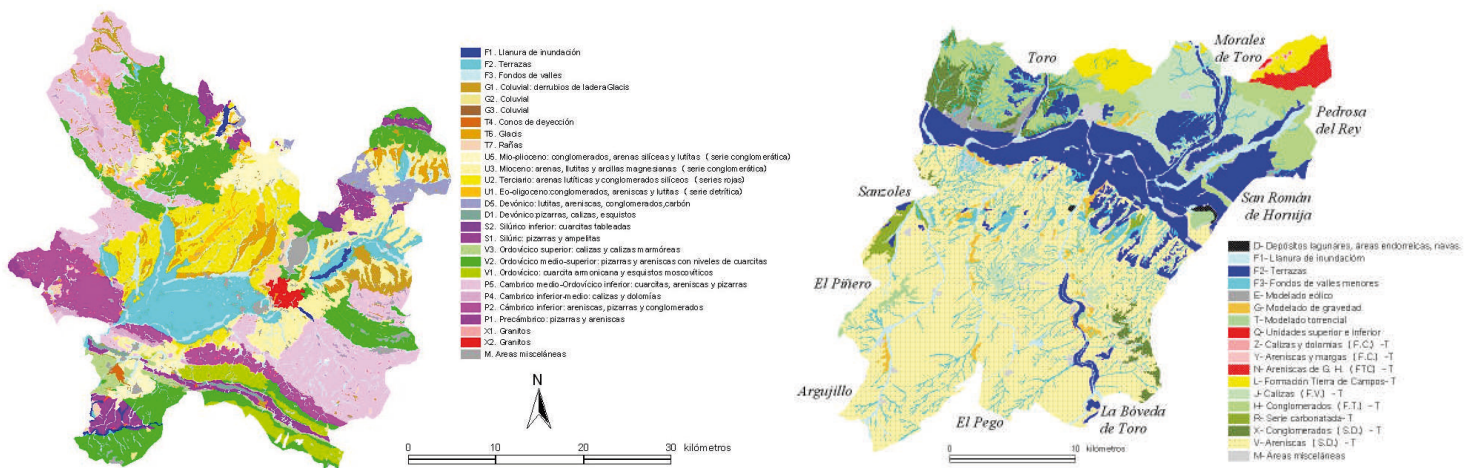 F1. Llanura de inundación
F2. Terrazas
F3. Fondos de valles
G1. Coluvial: derrubios de laderaGlacis
G2. Coluvial
G3. Coluvial
T4. Conos de deyección
T6. Glacis
T7. Rañas
U5. Mio-plioceno: conglomerados, arenas silíceas y lutitas ( serie conglomerática)
U3. Mioceno: arenas, llutitas y arcillas magnesianas ( serie conglomerática)
U2. Terciario: arenas lutíticas y conglomerados silíceos ( series rojas)
U1. Eo-oligoceno:conglomerados, areniscas y lutitas ( serie detrítica)
D5. Devónico: lutitas, areniscas, conglomerados,carbón
D1. Devónico pizarras, calizas, esquistos
S2. Silúrico inferior: cuarcitas tableadas
S1. Silúric: pizarras y ampelitas
V3. Ordovícico superior: calizas y calizas marmóreas
V2. Ordovícico medio-superior: pizarras y areniscas con niveles de cuarcitas
V1. Ordovícico: cuarcita armoricana y esquistos moscovíticos
P5. Cambrico medio-Ordovícico inferior: cuarcitas, areniscas y pizarras
P4. Cambrico inferior-medio: calizas y dolomías
P2. Cámbrico inferior: areniscas, pizarras y conglomerados
P1. Precámbrico: pizarras y areniscas
X1. Granitos
X2. Granitos
M. Areas misceláneas
N
0 10 20 30 kilómetros
Toro
Morales
de Toro
Pedrosa
del Rey
Sanzoles
San Román
de Hornija
El Piñero
Argujillo
El Pego
La Bóveda
de Toro
0 10 kilómetros
D- Depósitos lagunares, áreas endorreicas, navas.
F1- Llanura de inundación
F2- Terrazas
F3- Fondos de valles menores
E- Modelado eólico
G- Modelado de gravedad
T- Modelado torrencial
Q- Unidades superior e inferior
Z- Calizas y dolomías (F.C.) -T
Y- Areniscas y margas (F.C.) -T
N- Areniscas de G. H. (FTC) -T
L- Formación Tierra de Campos- T
J- Calizas (F.V.) -T
H- Conglomerados (F.T.) -T
R- Serie carbonatada- T
X- Conglomerados (S.D.) -T
V- Areniscas (S.D.) -T
M- Áreas misceláneas